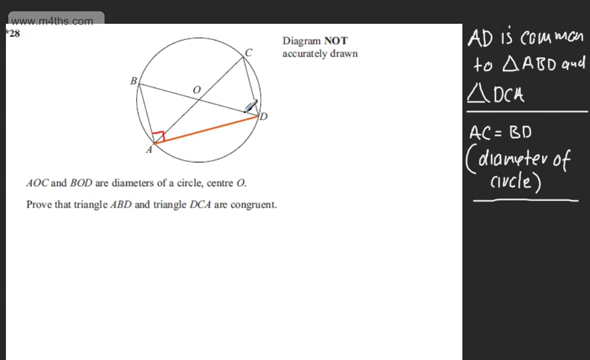 www.m4ths.com
*28
Diagram NOT
accurately drawn
C
B
O
D
A
AOC and BOD are diameters of a circle, centre O.
Prove that triangle ABD and triangle DCA are congruent.
AD is common
to △ABD and
△DCA
AC = BD
(diameter of
circle)